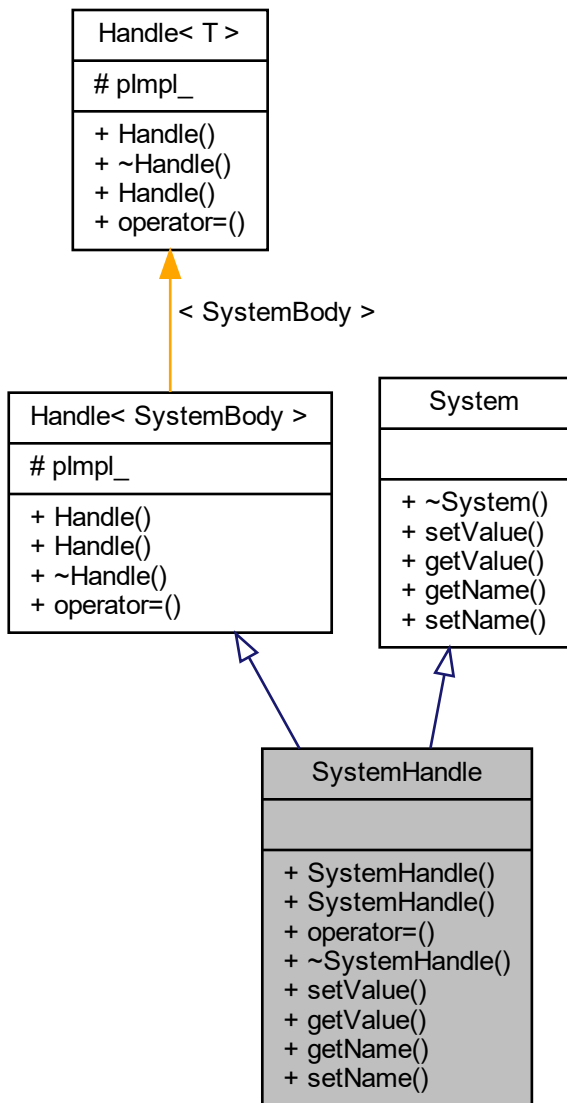 Handle< T >
# pImpl_
+ Handle()
+ ~Handle()
+ Handle()
+ operator=()
< SystemBody >
Handle< SystemBody >
# pImpl_
+ Handle()
+ Handle()
+ ~Handle()
+ operator=()
System
+ ~System()
+ setValue()
+ getValue()
+ getName()
+ setName()
SystemHandle
+ SystemHandle()
+ SystemHandle()
+ operator=()
+ ~SystemHandle()
+ setValue()
+ getValue()
+ getName()
+ setName()